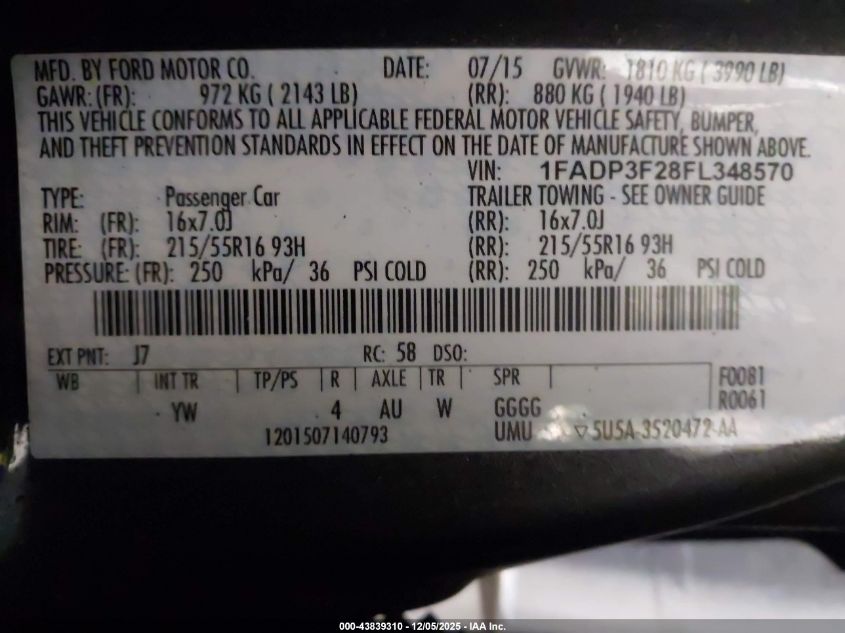 MFD. BY FORD MOTOR CO. DATE: 07/15 GVWR: 1810 KG ( 3990 LB)
GAWR: (FR): 972 KG ( 2143 LB) (RR): 880 KG ( 1940 LB)
THIS VEHICLE CONFORMS TO ALL APPLICABLE FEDERAL MOTOR VEHICLE SAFETY, BUMPER,
AND THEFT PREVENTION STANDARDS IN EFFECT ON THE DATE OF MANUFACTURE SHOWN ABOVE.
VIN: 1FADP3F28FL348570
TYPE: Passenger Car TRAILER TOWING - SEE OWNER GUIDE
RIM: (FR): 16x7.0J (RR): 16x7.0J
TIRE: (FR): 215/55R16 93H (RR): 215/55R16 93H
PRESSURE: (FR): 250 kPa/ 36 PSI COLD (RR): 250 kPa/ 36 PSI COLD
EXT PNT: J7 RC: 58 DSO:
WB INT TR TP/PS R AXLE TR SPR F0081
YW 4 AU W GGGG R0061
1201507140793 UMU ▽5U5A-3520472-AA
000-43839310 - 12/05/2025 - IAA Inc.